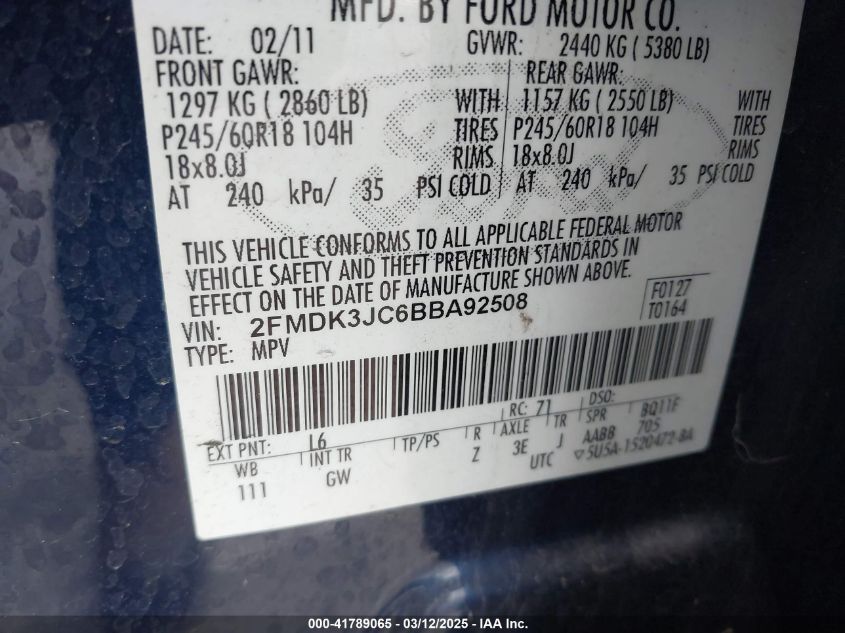 MFD. BY FORD MOTOR CO.
DATE: 02/11 GVWR: 2440 KG ( 5380 LB)
FRONT GAWR: REAR GAWR:
1297 KG ( 2860 LB) WITH 1157 KG ( 2550 LB) WITH
P245/60R18 104H TIRES P245/60R18 104H TIRES
18x8.0J RIMS 18x8.0J RIMS
AT 240 kPa/ 35 PSI COLD AT 240 kPa/ 35 PSI COLD
THIS VEHICLE CONFORMS TO ALL APPLICABLE FEDERAL MOTOR
VEHICLE SAFETY AND THEFT PREVENTION STANDARDS IN
EFFECT ON THE DATE OF MANUFACTURE SHOWN ABOVE.
VIN: 2FMDK3JC6BBA92508 F0127
TYPE: MPV T0164
RC: 71 DSO:
EXT PNT: L6 R AXLE TR SPR BQ11F
WB INT TR TP/PS Z 3E J AABB 705
111 GW UTC 5U5A-1520472-BA
000-41789065 - 03/12/2025 - IAA Inc.